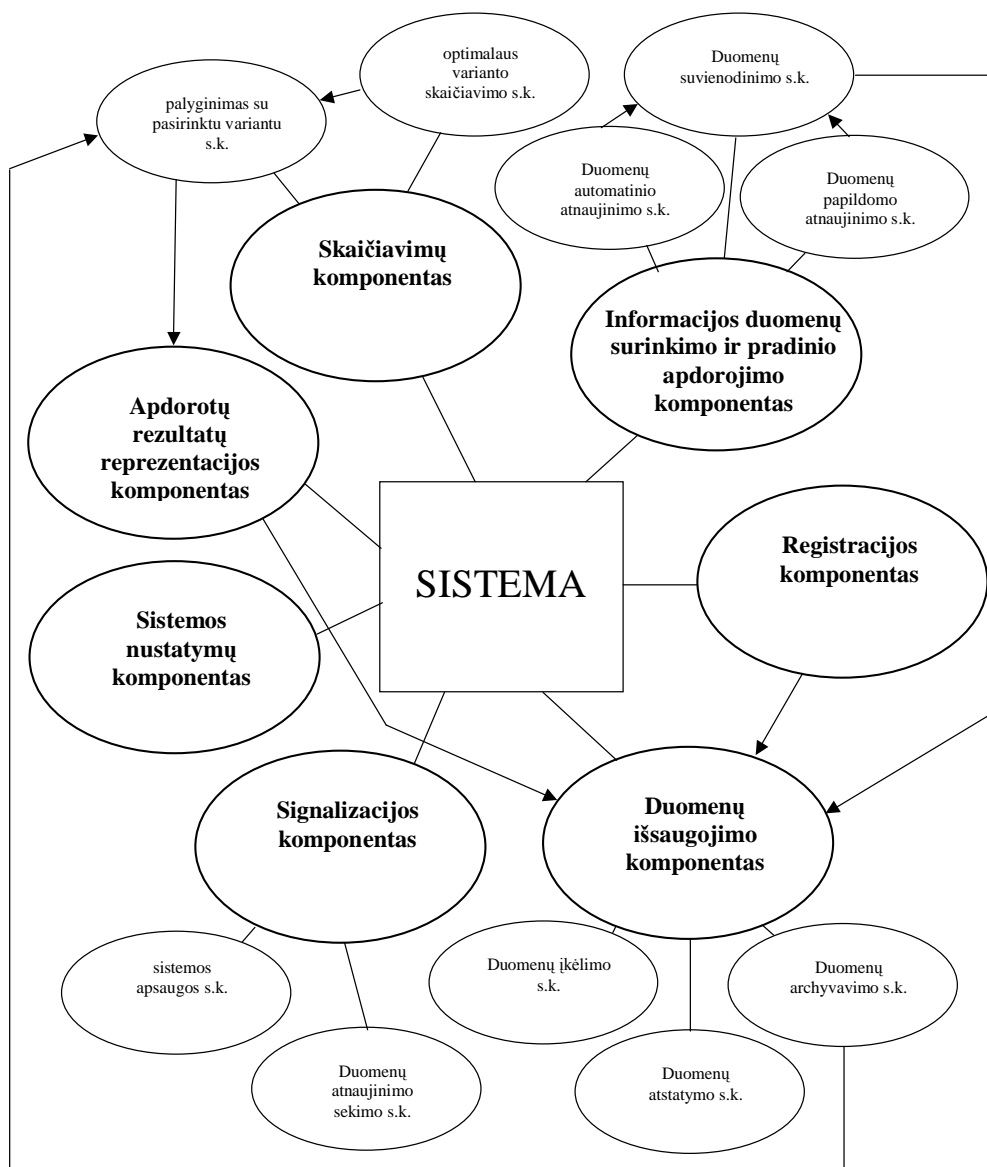 optimalaus
varianto
skaičiavimo s.k.
Duomenų
suvienodinimo s.k.
palyginimas su
pasirinktu variantu
s.k.
Duomenų
automatinio
atnaujinimo s.k.
Duomenų
papildomo
atnaujinimo s.k.
Skaičiavimų
komponentas
Informacijos duomenų
surinkimo ir pradinio
apdorojimo
komponentas
Apdorotų
rezultatų
reprezentacijos
komponentas
SISTEMA
Registracijos
komponentas
Sistemos
nustatymų
komponentas
Signalizacijos
komponentas
Duomenų
išsaugojimo
komponentas
sistemos
apsaugos s.k.
Duomenų įkėlimo
s.k.
Duomenų
archyvavimo s.k.
Duomenų
atnaujinimo
sekimo s.k.
Duomenų
atstatymo s.k.